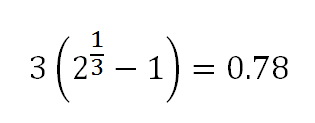 3(2^{1/3} − 1) = 0.78